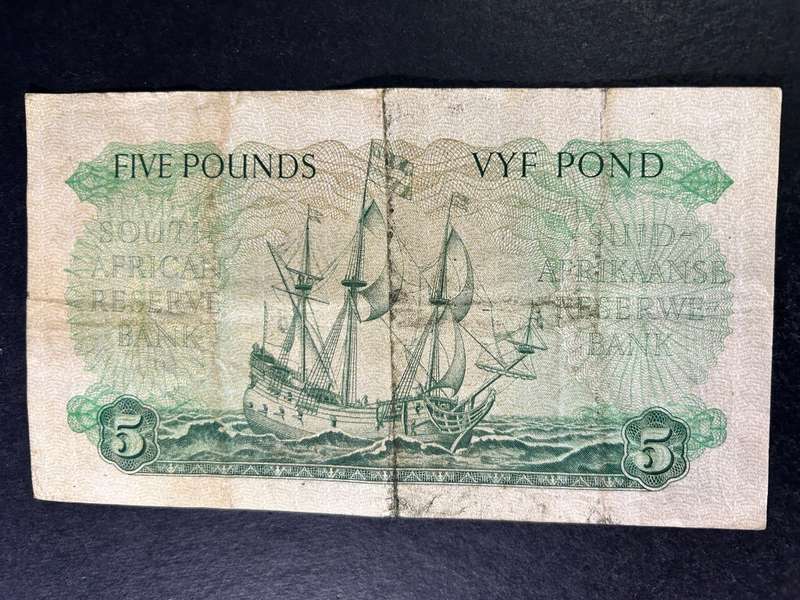 FIVE POUNDS
VYF POND
SOUTH
AFRICAN
RESERVE
BANK
SUID-
AFRIKAANSE
RESERWE-
BANK
5
5